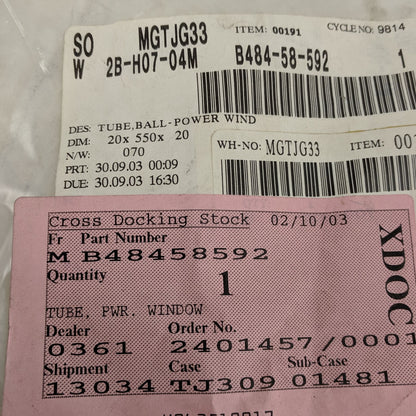 SO MGTJG33 ITEM: 00191 CYCLE NO: 9814
W 2B-H07-04M B484-58-592 1
DES: TUBE,BALL-POWER WIND
DIM: 20x 550x 20
N/W: 070
PRT: 30.09.03 00:09
DUE: 30.09.03 16:30
WH-NO: MGTJG33 ITEM: 001
Cross Docking Stock 02/10/03
XDOC
Fr Part Number
M B48458592
Quantity
1
TUBE, PWR. WINDOW
Dealer Order No.
0361 2401457/0001
Shipment Case Sub-Case
13034 TJ309 01481